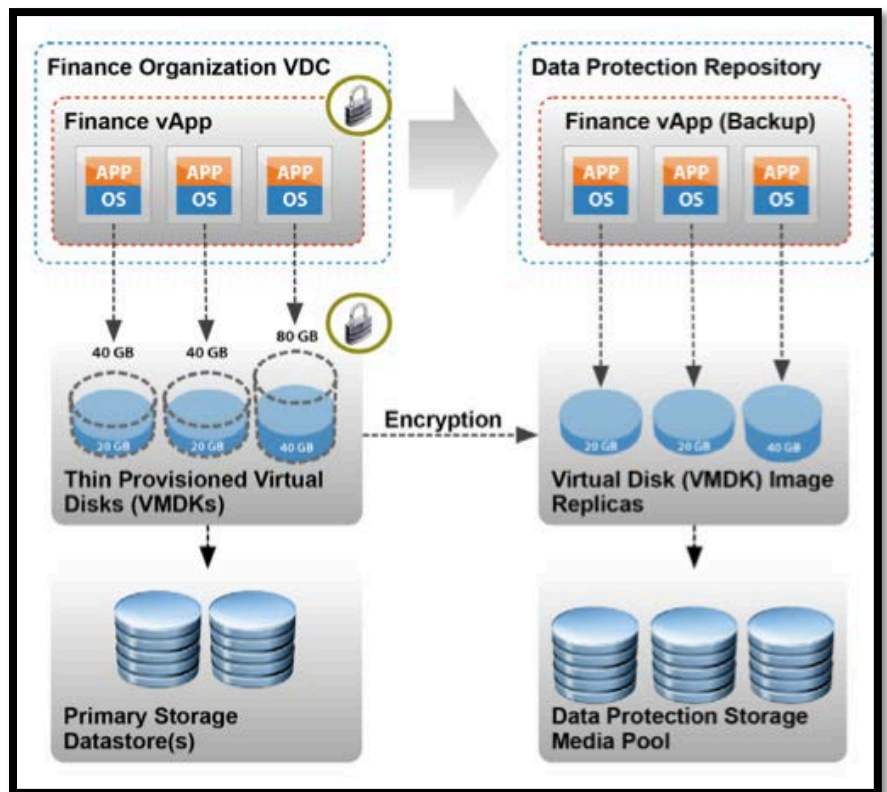 Finance Organization VDC
Finance vApp
APP
OS
APP
OS
APP
OS
40 GB
40 GB
80 GB
20 GB
20 GB
40 GB
Thin Provisioned Virtual
Disks (VMDKs)
Primary Storage
Datastore(s)
Encryption
Data Protection Repository
Finance vApp (Backup)
APP
OS
APP
OS
APP
OS
20 GB
20 GB
40 GB
Virtual Disk (VMDK) Image
Replicas
Data Protection Storage
Media Pool